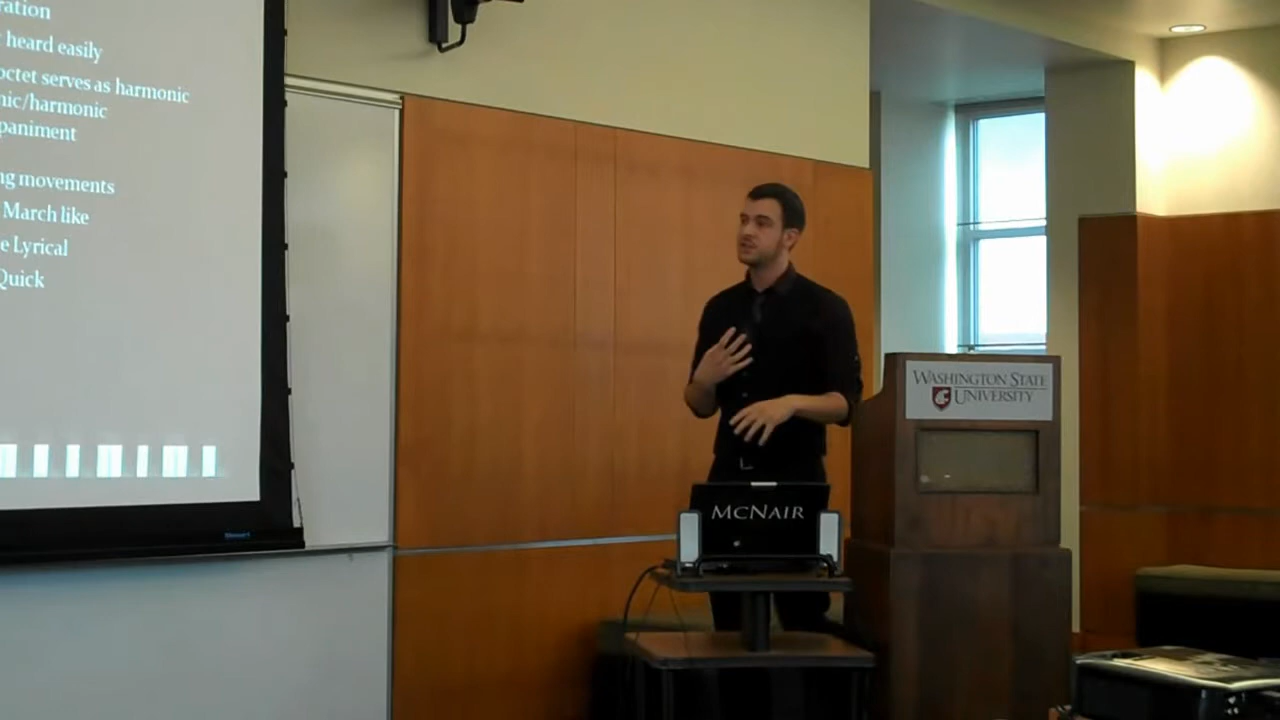 ration
heard easily
octet serves as harmonic
nic/harmonic
paniment
ng movements
March like
e Lyrical
Quick
WASHINGTON STATE
UNIVERSITY
MCNAIR